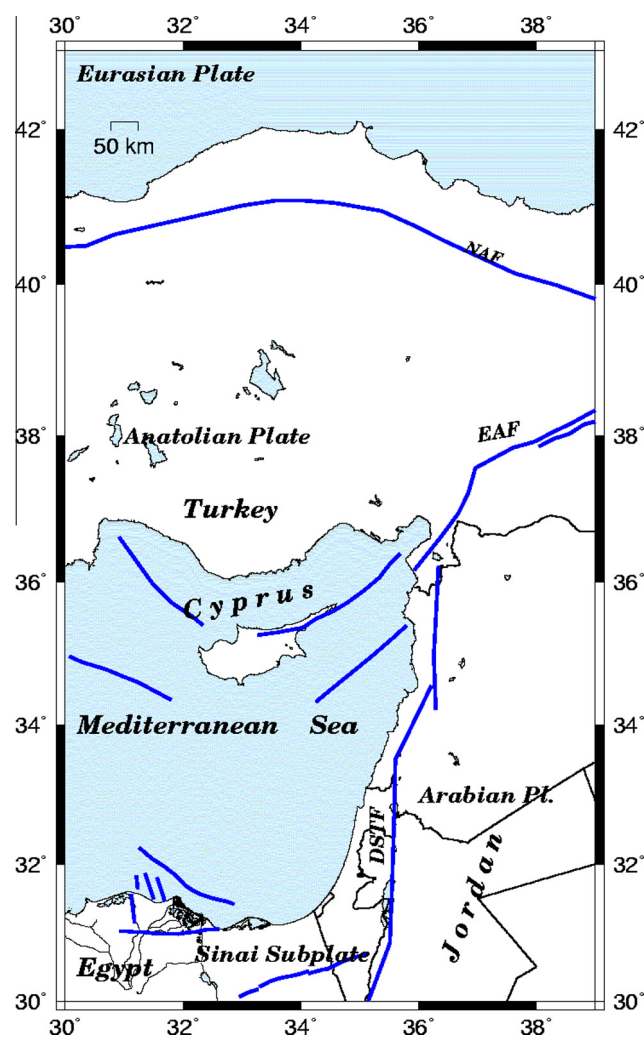 30° 32° 34° 36° 38°
Eurasian Plate
42° 42°
50 km
NAF
40° 40°
EAF
38° 38°
Anatolian Plate
Turkey
36° 36°
Cyprus
34° 34°
Mediterranean Sea
Arabian Pl.
DSTF
32° 32°
Jordan
Sinai Subplate
Egypt
30° 30°
30° 32° 34° 36° 38°